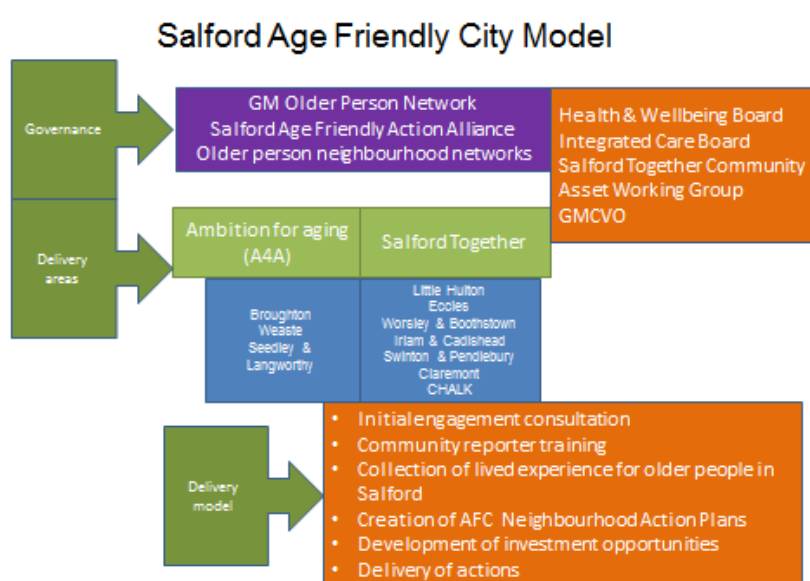 Salford Age Friendly City Model
Governance
GM Older Person Network
Salford Age Friendly Action Alliance
Older person neighbourhood networks
Health & Wellbeing Board
Integrated Care Board
Salford Together Community
Asset Working Group
GMCVO
Delivery
areas
Ambition for aging
(A4A)
Salford Together
Broughton
Weaste
Seedley &
Langworthy
Little Hulton
Eccles
Worsley & Boothstown
Irlam & Cadishead
Swinton & Pendlebury
Claremont
CHALK
Delivery
model
• Initial engagement consultation
• Community reporter training
• Collection of lived experience for older people in
Salford
• Creation of AFC Neighbourhood Action Plans
• Development of investment opportunities
• Delivery of actions